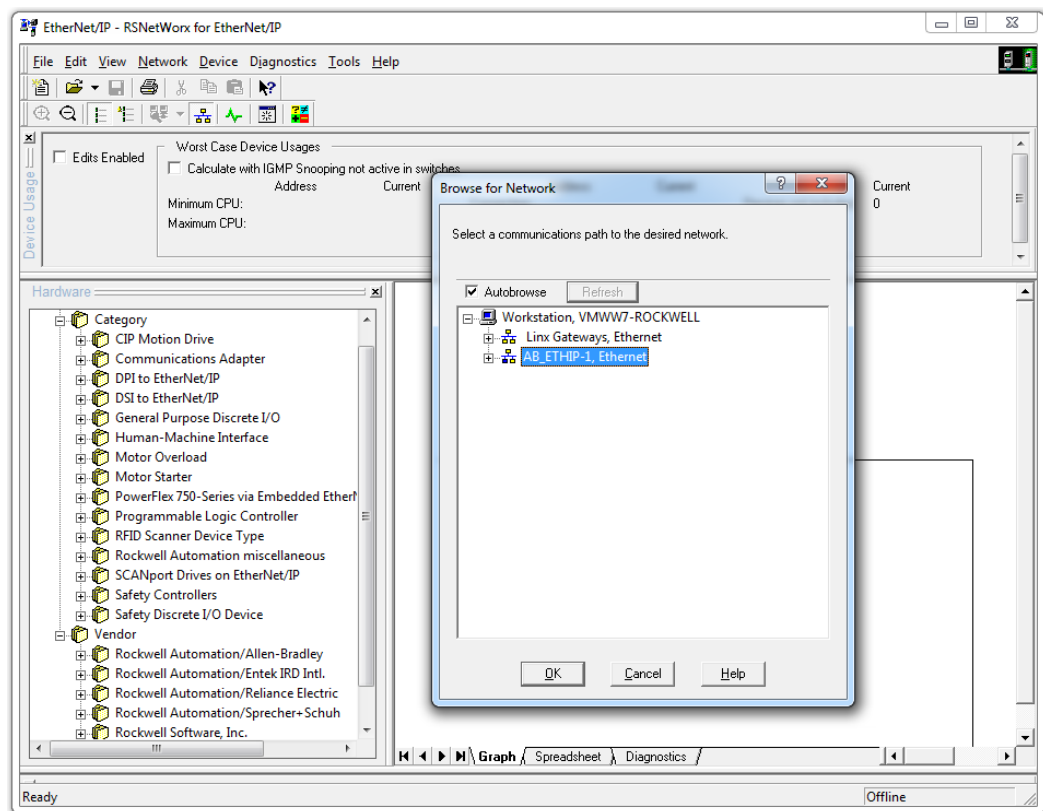 EtherNet/IP - RSNetWorx for EtherNet/IP
File Edit View Network Device Diagnostics Tools Help
Device Usage
Edits Enabled
Worst Case Device Usages
Calculate with IGMP Snooping not active in switches
Address Current
Minimum CPU:
Maximum CPU:
Current
0
Browse for Network
Select a communications path to the desired network.
Autobrowse Refresh
Workstation, VMWW7-ROCKWELL
Linx Gateways, Ethernet
AB_ETHIP-1, Ethernet
OK Cancel Help
Hardware
Category
CIP Motion Drive
Communications Adapter
DPI to EtherNet/IP
DSI to EtherNet/IP
General Purpose Discrete I/O
Human-Machine Interface
Motor Overload
Motor Starter
PowerFlex 750-Series via Embedded Ether
Programmable Logic Controller
RFID Scanner Device Type
Rockwell Automation miscellaneous
SCANport Drives on EtherNet/IP
Safety Controllers
Safety Discrete I/O Device
Vendor
Rockwell Automation/Allen-Bradley
Rockwell Automation/Entek IRD Intl.
Rockwell Automation/Reliance Electric
Rockwell Automation/Sprecher+Schuh
Rockwell Software, Inc.
Graph Spreadsheet Diagnostics
Ready Offline